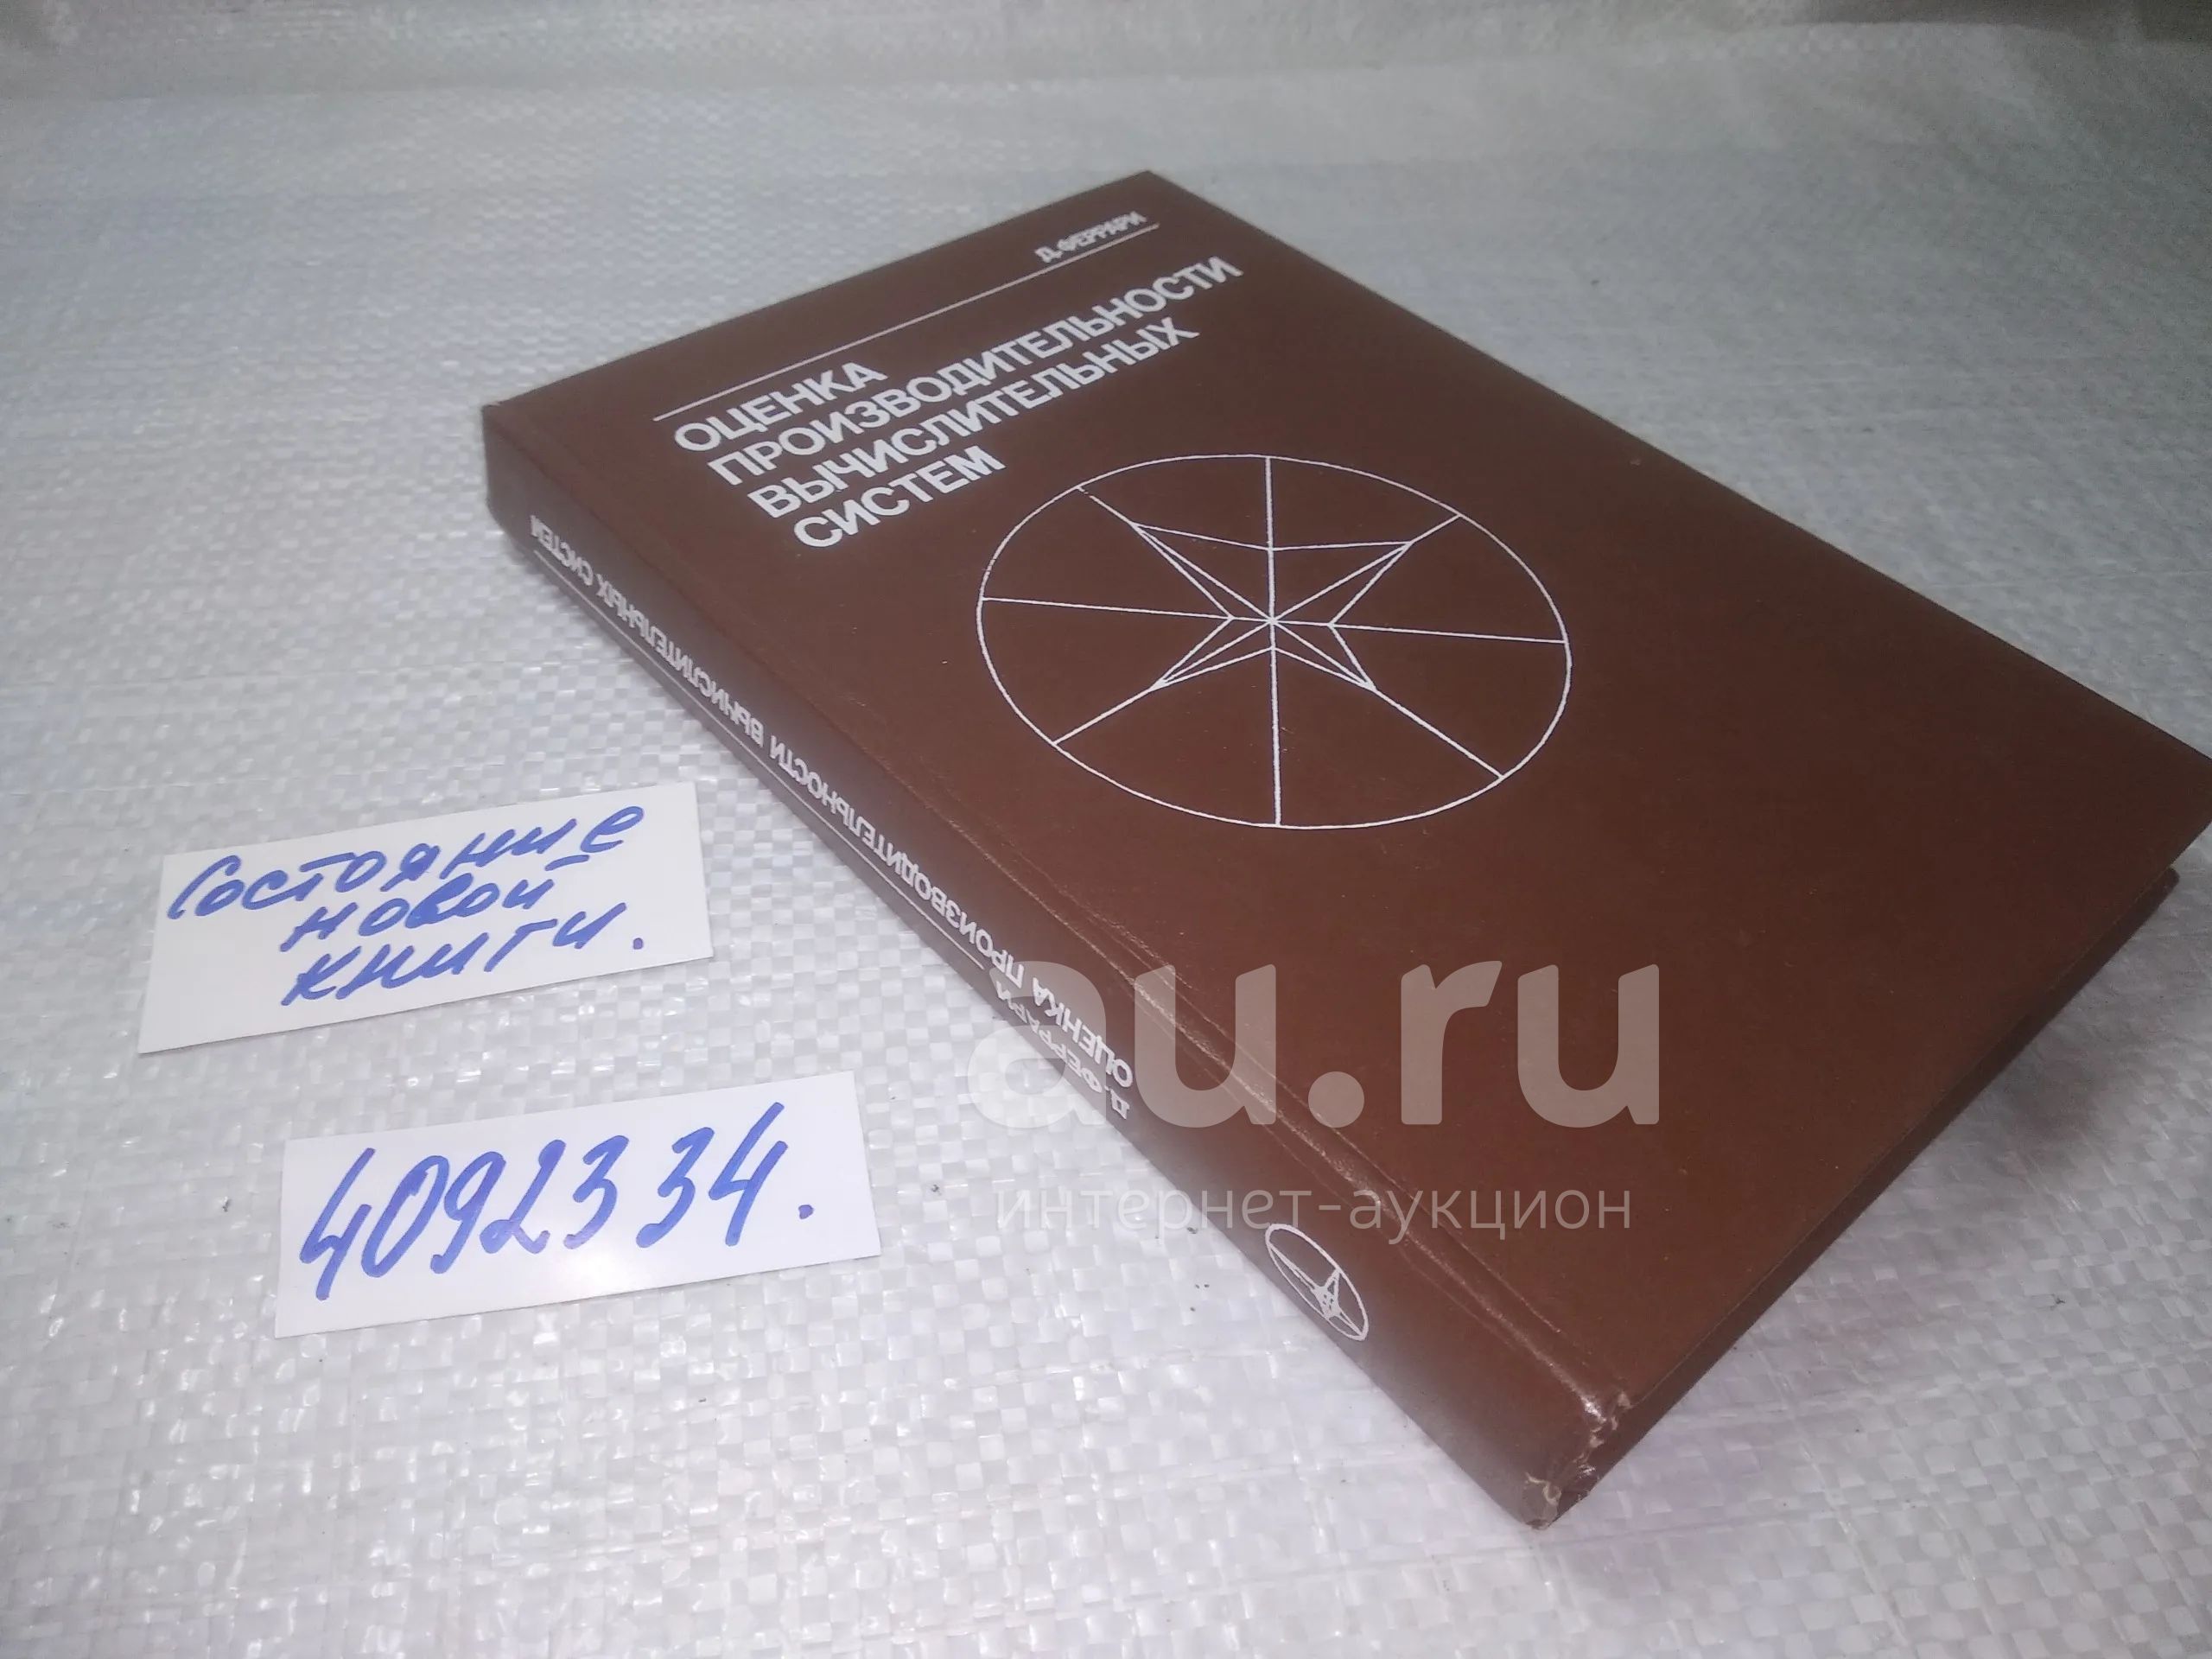 Д. ФЕРРАРИ
ОЦЕНКА
ПРОИЗВОДИТЕЛЬНОСТИ
ВЫЧИСЛИТЕЛЬНЫХ
СИСТЕМ
Д. ФЕРРАРИ
ОЦЕНКА ПРОИЗВОДИТЕЛЬНОСТИ ВЫЧИСЛИТЕЛЬНЫХ СИСТЕМ
Состояние
новой
книги.
4092334.
au.ru
интернет-аукцион